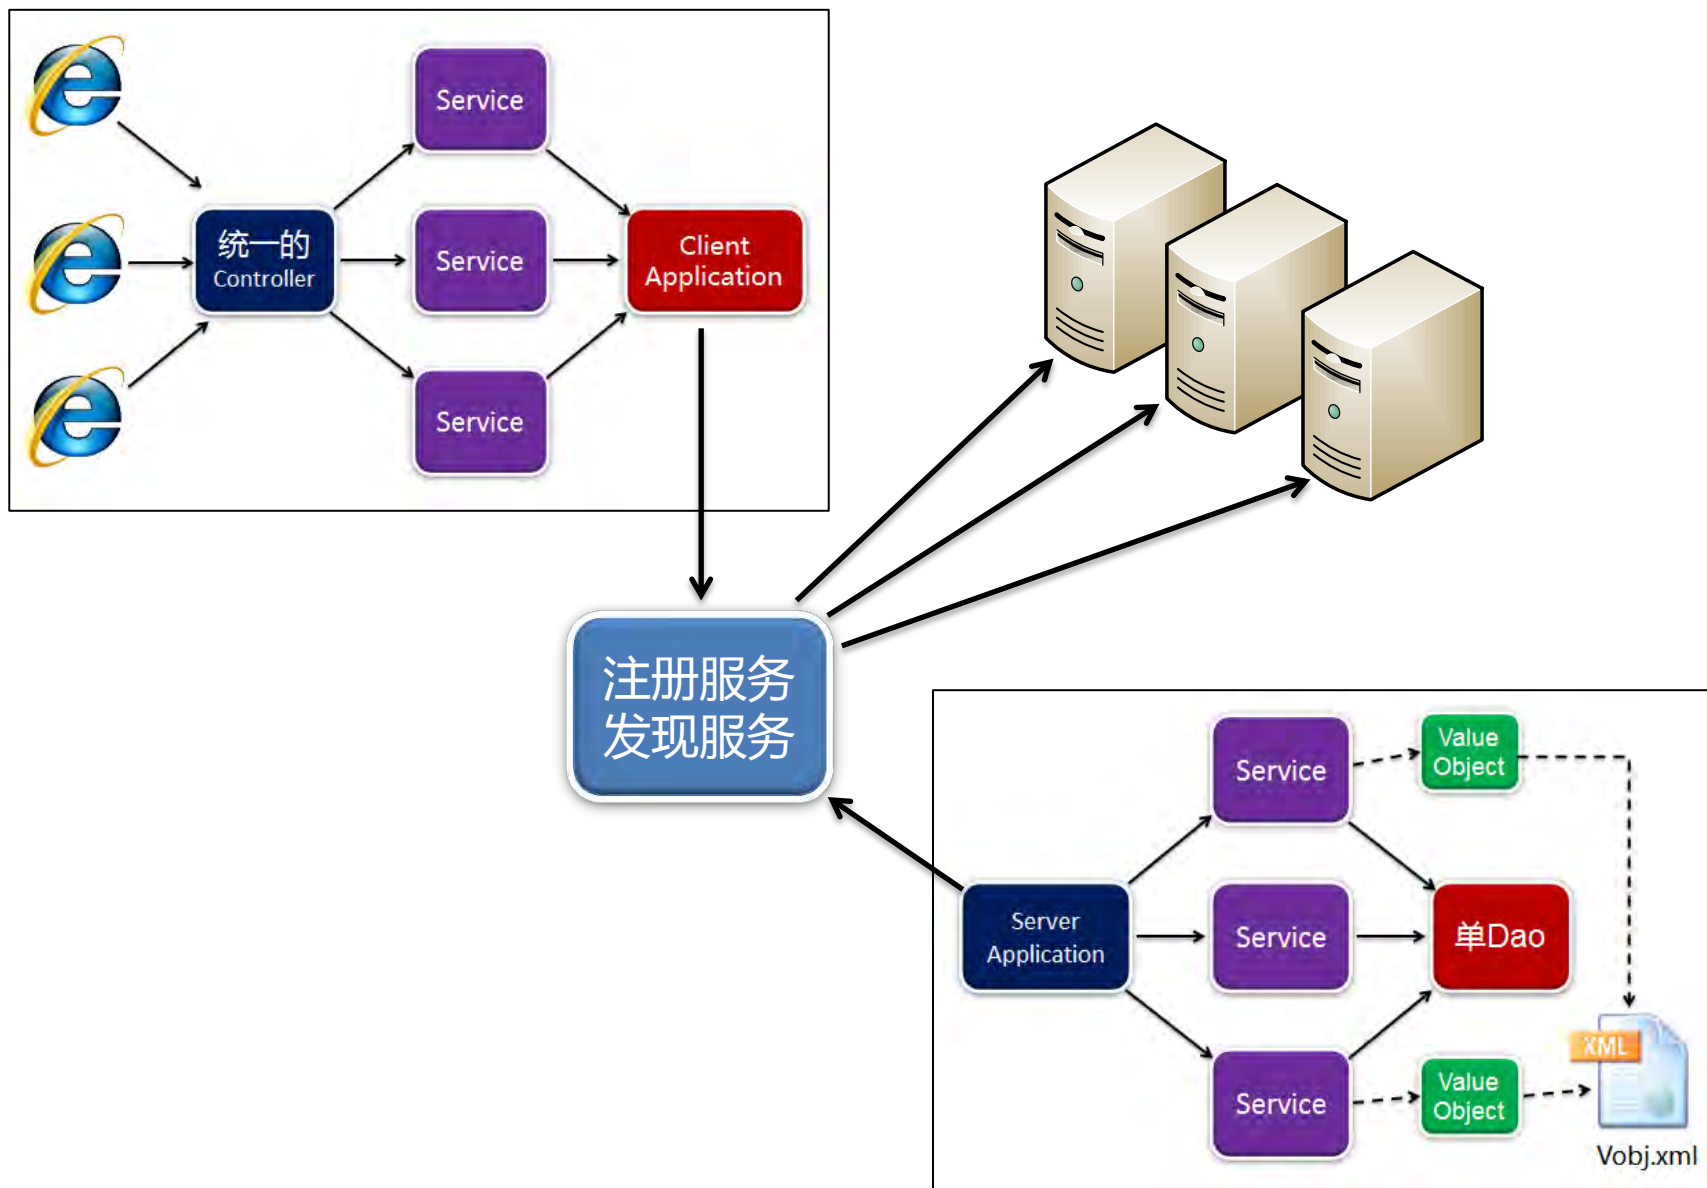 Service
统一的
Controller
Service
Client
Application
Service
注册服务
发现服务
Service
Value
Object
Server
Application
Service
单Dao
Service
Value
Object
XML
Vobj.xml